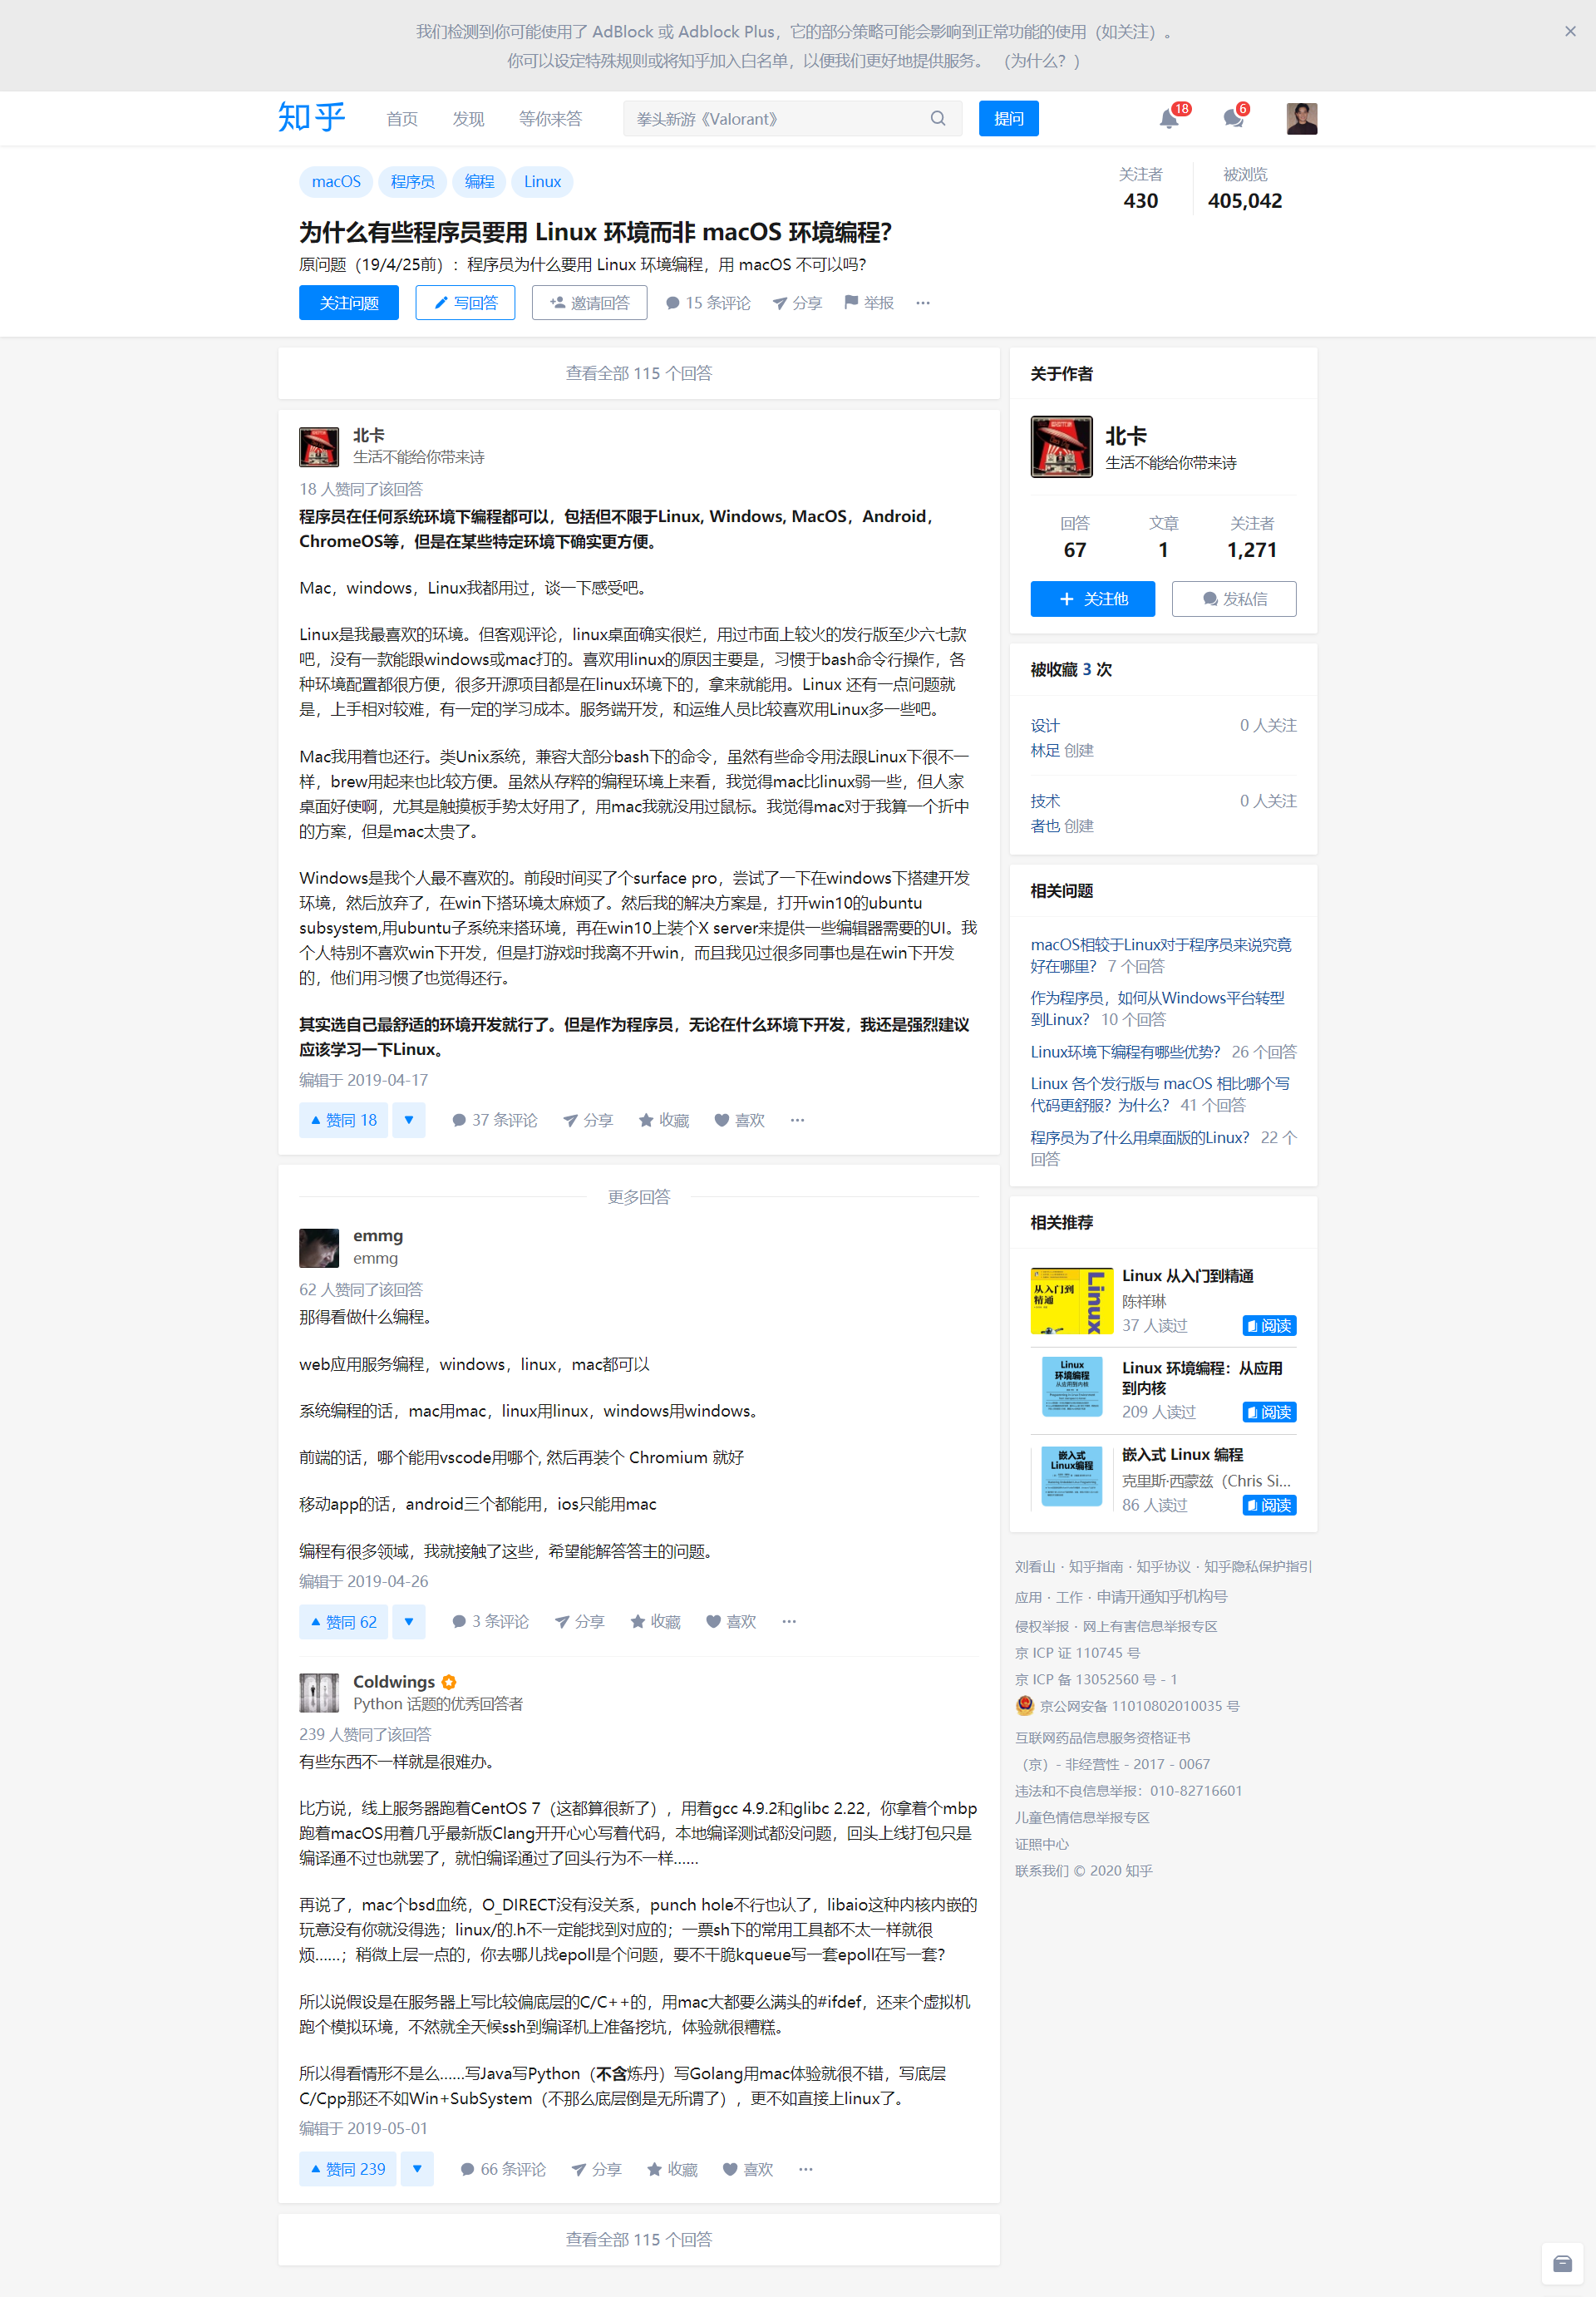 我们检测到你可能使用了 AdBlock 或 Adblock Plus，它的部分策略可能会影响到正常功能的使用（如关注）。
你可以设定特殊规则或将知乎加入白名单，以便我们更好地提供服务。 （为什么？）
知乎
首页
发现
等你来答
拳头新游《Valorant》
提问
18
6
macOS
程序员
编程
Linux
关注者
430
被浏览
405,042
为什么有些程序员要用 Linux 环境而非 macOS 环境编程？
原问题（19/4/25前）：程序员为什么要用 Linux 环境编程，用 macOS 不可以吗？
关注问题
写回答
邀请回答
15 条评论
分享
举报
查看全部 115 个回答
北卡
生活不能给你带来诗
18 人赞同了该回答
程序员在任何系统环境下编程都可以，包括但不限于Linux, Windows, MacOS，Android，
ChromeOS等，但是在某些特定环境下确实更方便。
Mac，windows，Linux我都用过，谈一下感受吧。
Linux是我最喜欢的环境。但客观评论，linux桌面确实很烂，用过市面上较火的发行版至少六七款
吧，没有一款能跟windows或mac打的。喜欢用linux的原因主要是，习惯于bash命令行操作，各
种环境配置都很方便，很多开源项目都是在linux环境下的，拿来就能用。Linux 还有一点问题就
是，上手相对较难，有一定的学习成本。服务端开发，和运维人员比较喜欢用Linux多一些吧。
Mac我用着也还行。类Unix系统，兼容大部分bash下的命令，虽然有些命令用法跟Linux下很不一
样，brew用起来也比较方便。虽然从存粹的编程环境上来看，我觉得mac比linux弱一些，但人家
桌面好使啊，尤其是触摸板手势太好用了，用mac我就没用过鼠标。我觉得mac对于我算一个折中
的方案，但是mac太贵了。
Windows是我个人最不喜欢的。前段时间买了个surface pro，尝试了一下在windows下搭建开发
环境，然后放弃了，在win下搭环境太麻烦了。然后我的解决方案是，打开win10的ubuntu
subsystem,用ubuntu子系统来搭环境，再在win10上装个X server来提供一些编辑器需要的UI。我
个人特别不喜欢win下开发，但是打游戏时我离不开win，而且我见过很多同事也是在win下开发
的，他们用习惯了也觉得还行。
其实选自己最舒适的环境开发就行了。但是作为程序员，无论在什么环境下开发，我还是强烈建议
应该学习一下Linux。
编辑于 2019-04-17
赞同 18
37 条评论
分享
收藏
喜欢
更多回答
emmg
emmg
62 人赞同了该回答
那得看做什么编程。
web应用服务编程，windows，linux，mac都可以
系统编程的话，mac用mac，linux用linux，windows用windows。
前端的话，哪个能用vscode用哪个, 然后再装个 Chromium 就好
移动app的话，android三个都能用，ios只能用mac
编程有很多领域，我就接触了这些，希望能解答答主的问题。
编辑于 2019-04-26
赞同 62
3 条评论
分享
收藏
喜欢
Coldwings
Python 话题的优秀回答者
239 人赞同了该回答
有些东西不一样就是很难办。
比方说，线上服务器跑着CentOS 7（这都算很新了），用着gcc 4.9.2和glibc 2.22，你拿着个mbp
跑着macOS用着几乎最新版Clang开开心心写着代码，本地编译测试都没问题，回头上线打包只是
编译通不过也就罢了，就怕编译通过了回头行为不一样……
再说了，mac个bsd血统，O_DIRECT没有没关系，punch hole不行也认了，libaio这种内核内嵌的
玩意没有你就没得选；linux/的.h不一定能找到对应的；一票sh下的常用工具都不太一样就很
烦……；稍微上层一点的，你去哪儿找epoll是个问题，要不干脆kqueue写一套epoll在写一套？
所以说假设是在服务器上写比较偏底层的C/C++的，用mac大都要么满头的#ifdef，还来个虚拟机
跑个模拟环境，不然就全天候ssh到编译机上准备挖坑，体验就很糟糕。
所以得看情形不是么……写Java写Python（不含炼丹）写Golang用mac体验就很不错，写底层
C/Cpp那还不如Win+SubSystem（不那么底层倒是无所谓了），更不如直接上linux了。
编辑于 2019-05-01
赞同 239
66 条评论
分享
收藏
喜欢
查看全部 115 个回答
关于作者
北卡
生活不能给你带来诗
回答
67
文章
1
关注者
1,271
关注他
发私信
被收藏 3 次
设计
0 人关注
林足 创建
技术
0 人关注
者也 创建
相关问题
macOS相较于Linux对于程序员来说究竟
好在哪里？ 7 个回答
作为程序员，如何从Windows平台转型
到Linux？ 10 个回答
Linux环境下编程有哪些优势？ 26 个回答
Linux 各个发行版与 macOS 相比哪个写
代码更舒服？为什么？ 41 个回答
程序员为了什么用桌面版的Linux？ 22 个
回答
相关推荐
从入门到
精通
Linux
Linux 从入门到精通
陈祥琳
37 人读过
阅读
Linux
环境编程
从应用到内核
Linux 环境编程：从应用
到内核
209 人读过
阅读
嵌入式
Linux编程
嵌入式 Linux 编程
克里斯·西蒙兹（Chris Si...
86 人读过
阅读
刘看山 · 知乎指南 · 知乎协议 · 知乎隐私保护指引
应用 · 工作 · 申请开通知乎机构号
侵权举报 · 网上有害信息举报专区
京 ICP 证 110745 号
京 ICP 备 13052560 号 - 1
京公网安备 11010802010035 号
互联网药品信息服务资格证书
（京）- 非经营性 - 2017 - 0067
违法和不良信息举报：010-82716601
儿童色情信息举报专区
证照中心
联系我们 © 2020 知乎